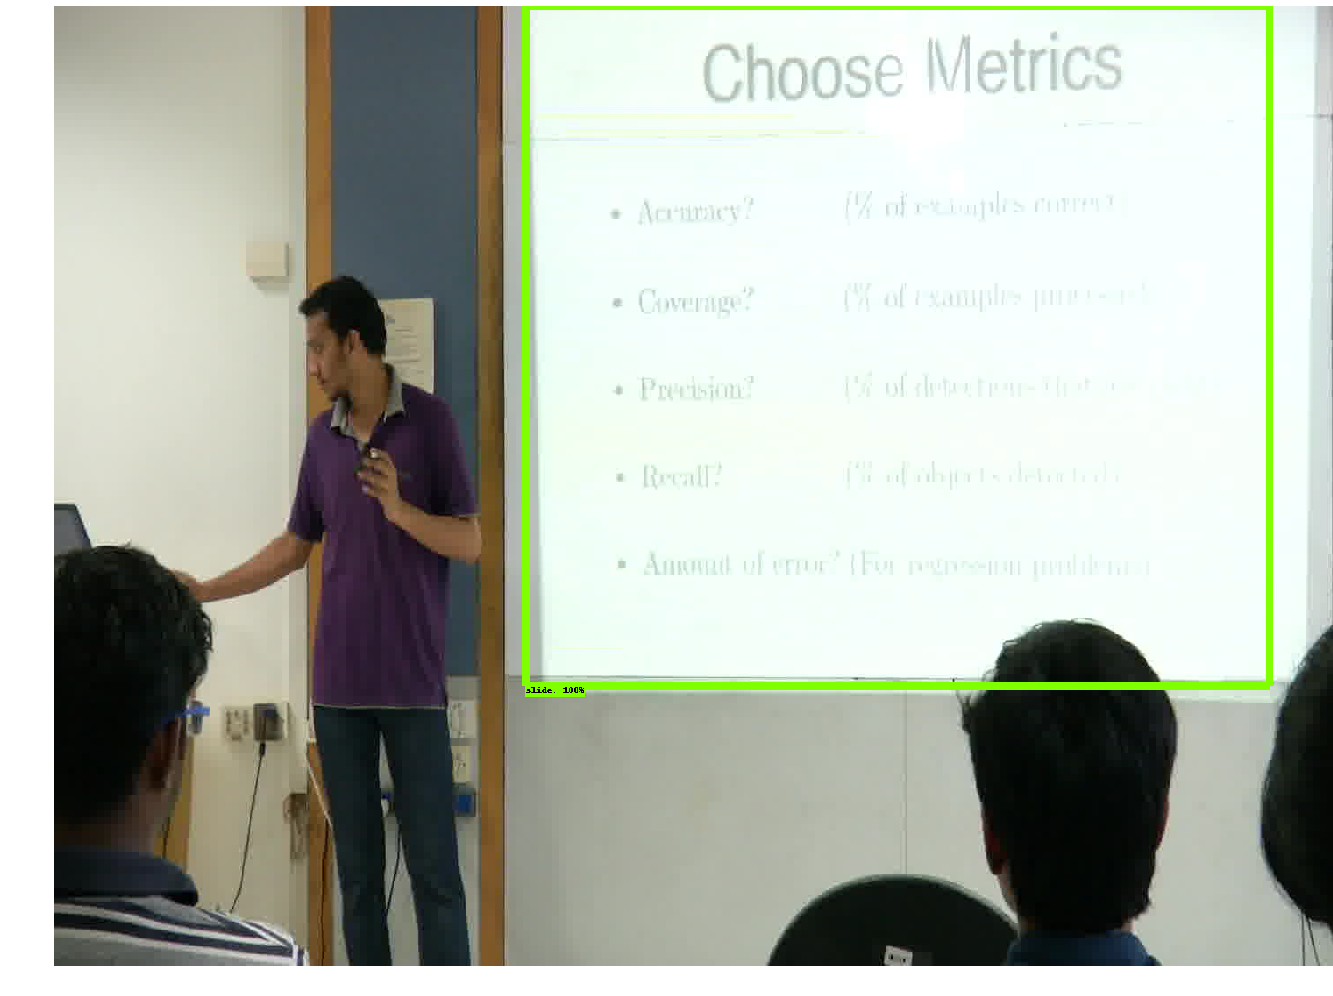 Choose Metrics
• Accuracy? (% of examples correct)
• Coverage? (% of examples processed)
• Precision? (% of detections that
• Recall? (% of objects detected)
• Amount of error? (For regression problems)
slide: 100%